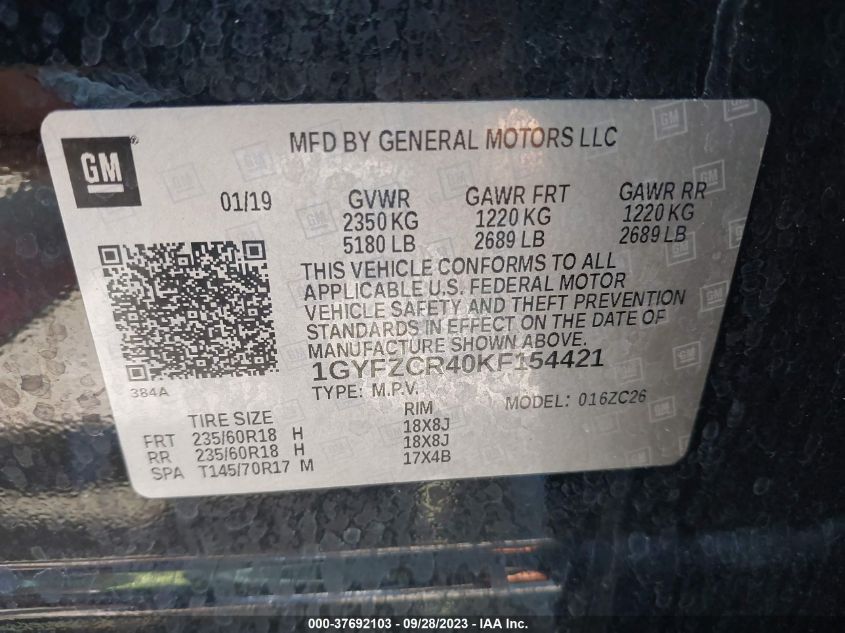 MFD BY GENERAL MOTORS LLC
GM®
01/19 GVWR GAWR FRT GAWR RR
2350 KG 1220 KG 1220 KG
5180 LB 2689 LB 2689 LB
THIS VEHICLE CONFORMS TO ALL
APPLICABLE U.S. FEDERAL MOTOR
VEHICLE SAFETY AND THEFT PREVENTION
STANDARDS IN EFFECT ON THE DATE OF
MANUFACTURE SHOWN ABOVE.
1GYFZCR40KF154421
384A
TYPE: M.P.V. MODEL: 016ZC26
TIRE SIZE RIM
FRT 235/60R18 H 18X8J
RR 235/60R18 H 18X8J
SPA T145/70R17 M 17X4B
000-37692103 - 09/28/2023 - IAA Inc.